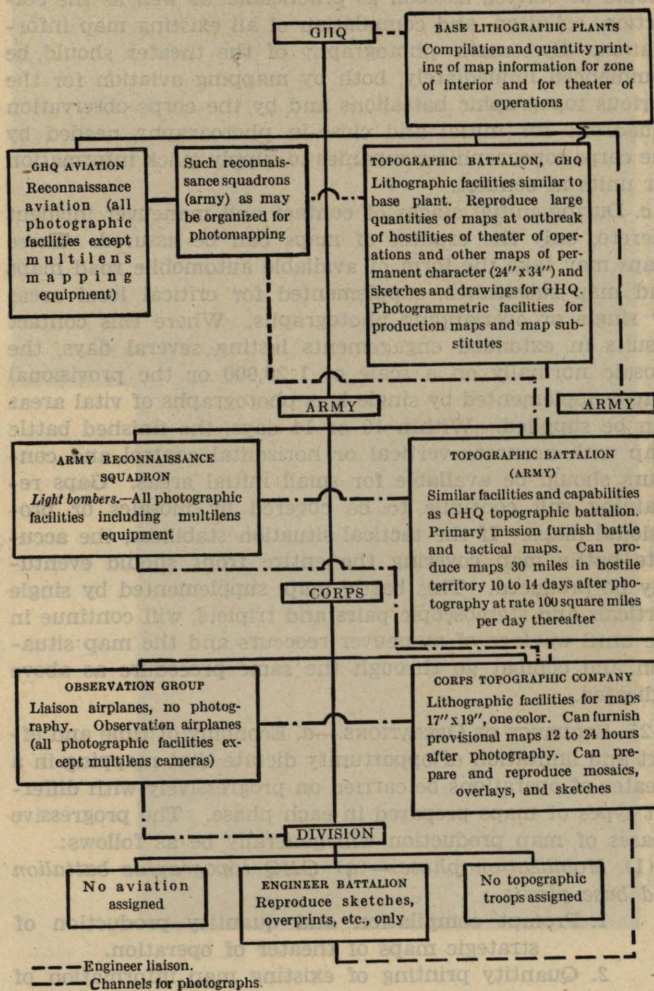 GHQ
BASE LITHOGRAPHIC PLANTS
Compilation and quantity print-
ing of map information for zone
of interior and for theater of
operations
GHQ AVIATION
Reconnaissance
aviation (all
photographic
facilities except
multilens
mapping
equipment)
Such reconnais-
sance squadrons
(army) as may
be organized for
photomapping
TOPOGRAPHIC BATTALION, GHQ
Lithographic facilities similar to
base plant. Reproduce large
quantities of maps at outbreak
of hostilities of theater of oper-
ations and other maps of per-
manent character (24" x 34") and
sketches and drawings for GHQ.
Photogrammetric facilities for
production maps and map sub-
stitutes
ARMY
ARMY
ARMY RECONNAISSANCE
SQUADRON
Light bombers.—All photographic
facilities including multilens
equipment
TOPOGRAPHIC BATTALION
(ARMY)
Similar facilities and capabilities
as GHQ topographic battalion.
Primary mission furnish battle
and tactical maps. Can pro-
duce maps 30 miles in hostile
territory 10 to 14 days after pho-
tography at rate 100 square miles
per day thereafter
CORPS
OBSERVATION GROUP
Liaison airplanes, no photog-
raphy. Observation airplanes
(all photographic facilities ex-
cept multilens cameras)
CORPS TOPOGRAPHIC COMPANY
Lithographic facilities for maps
17" x 19", one color. Can furnish
provisional maps 12 to 24 hours
after photography. Can pre-
pare and reproduce mosaics,
overlays, and sketches
DIVISION
No aviation
assigned
ENGINEER BATTALION
Reproduce sketches,
overprints, etc., only
No topographic
troops assigned
Engineer liaison.
Channels for photographs.